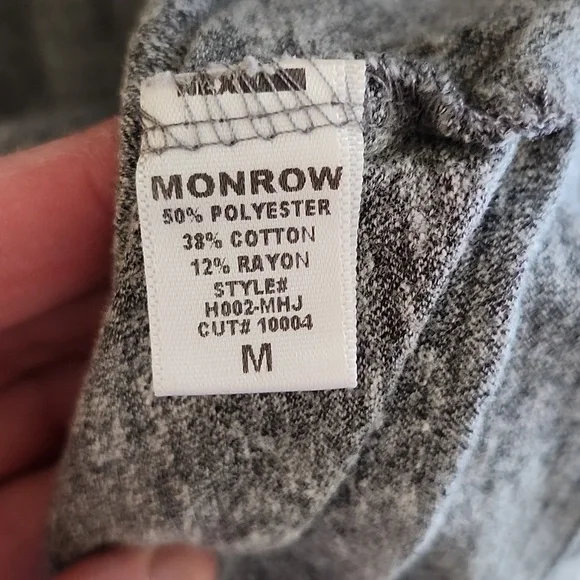 MONROW
50% POLYESTER
38% COTTON
12% RAYON
STYLE#
H002-MHJ
CUT# 10004
M